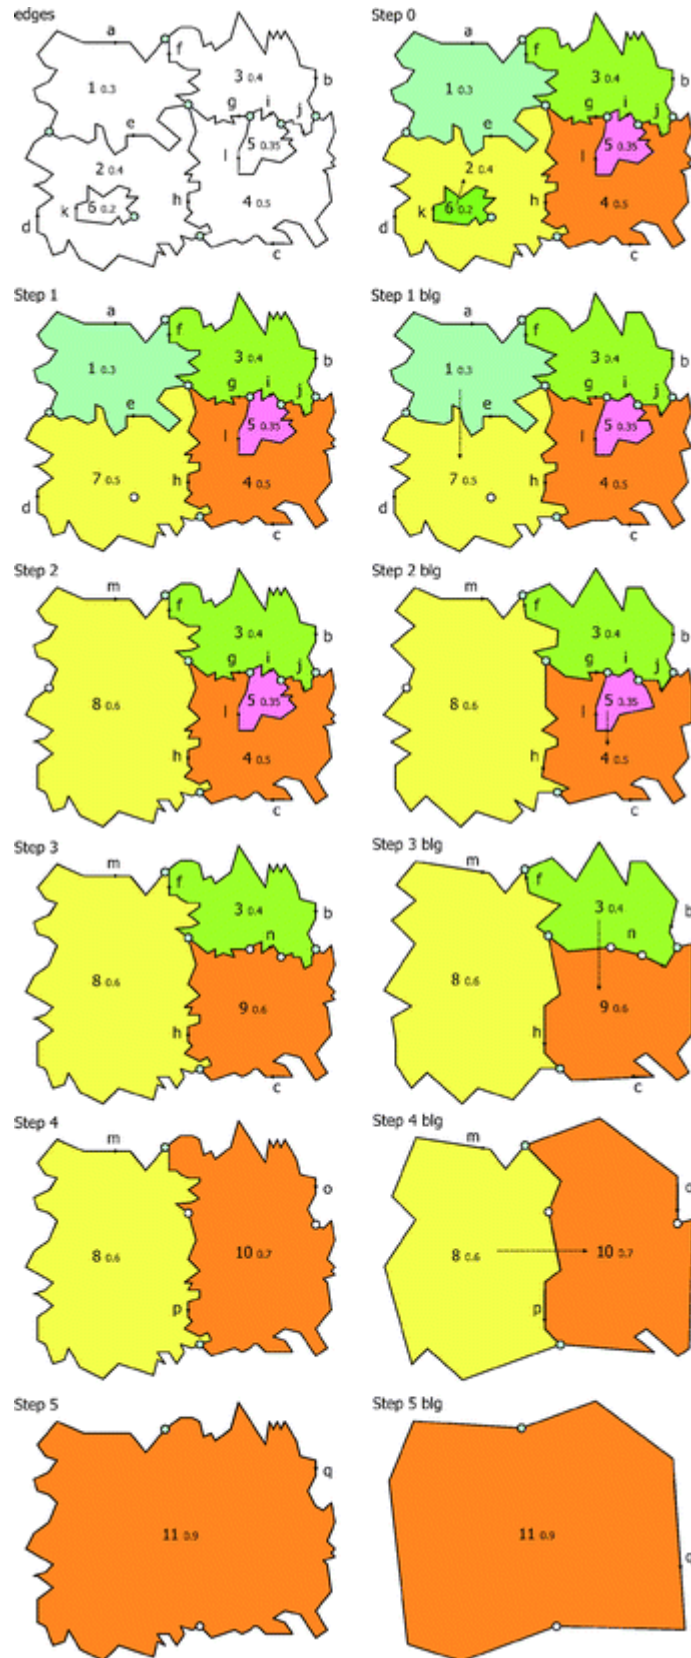 edges
a
f
b
1 0.3
3 0.4
g i j
e
5 0.35
l
2 0.4
h
4 0.5
k 6 0.2
d
c
Step 0
a
f
b
1 0.3
3 0.4
g i j
e
5 0.35
l
2 0.4
h
4 0.5
k 6 0.2
d
c
Step 1
a
f
b
1 0.3
3 0.4
g i j
e
5 0.35
l
7 0.5
h
4 0.5
d
c
Step 1 blg
a
f
b
1 0.3
3 0.4
g i j
e
5 0.35
l
7 0.5
h
4 0.5
d
c
Step 2
m
f
b
3 0.4
g i j
8 0.6
5 0.35
l
h
4 0.5
c
Step 2 blg
m
f
b
3 0.4
g i j
8 0.6
5 0.35
l
h
4 0.5
c
Step 3
m
f
b
3 0.4
n
8 0.6
9 0.6
h
c
Step 3 blg
m
f
b
3 0.4
n
8 0.6
9 0.6
h
c
Step 4
m
o
8 0.6
10 0.7
p
Step 4 blg
m
o
8 0.6
10 0.7
p
Step 5
q
11 0.9
Step 5 blg
11 0.9
q